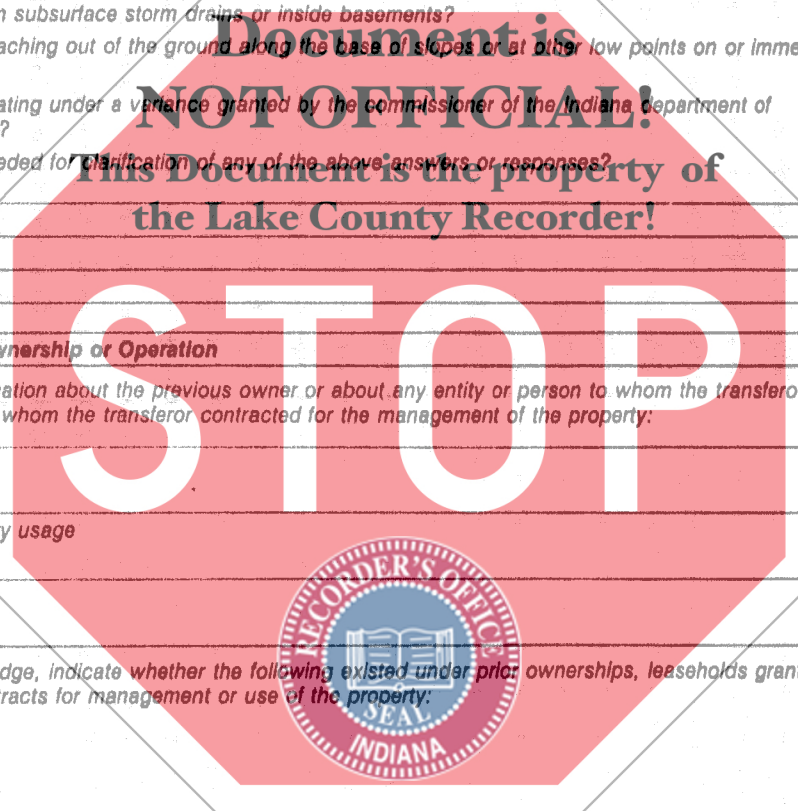 n subsurface storm drains or inside basements?
Document is
aching out of the ground along the base of slopes or at other low points on or imme
ating under a variance granted by the commissioner of the Indiana department of
?
NOT OFFICIAL!
eded for clarification of any of the above answers or responses?
This Document is the property of
the Lake County Recorder!
STOP
wnership or Operation
ation about the previous owner or about any entity or person to whom the transfero
whom the transferor contracted for the management of the property:
y usage
RECORDER'S OFFICE
SEAL
INDIANA
dge, indicate whether the following existed under prior ownerships, leaseholds grant
tracts for management or use of the property: